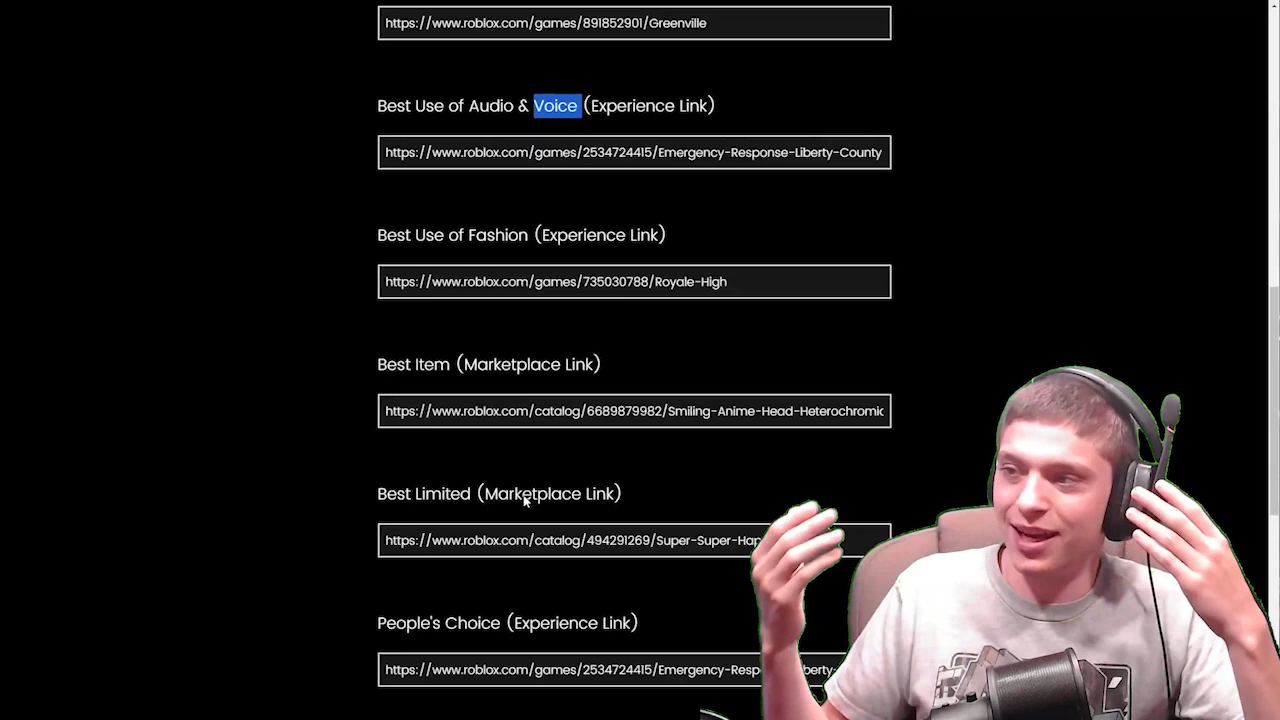 https://www.roblox.com/games/891852901/Greenville
Best Use of Audio & Voice (Experience Link)
https://www.roblox.com/games/2534724415/Emergency-Response-Liberty-County
Best Use of Fashion (Experience Link)
https://www.roblox.com/games/735030788/Royale-High
Best Item (Marketplace Link)
https://www.roblox.com/catalog/6689879982/Smiling-Anime-Head-Heterochromic
Best Limited (Marketplace Link)
https://www.roblox.com/catalog/494291269/Super-Super-Hap
People's Choice (Experience Link)
https://www.roblox.com/games/2534724415/Emergency-Resp